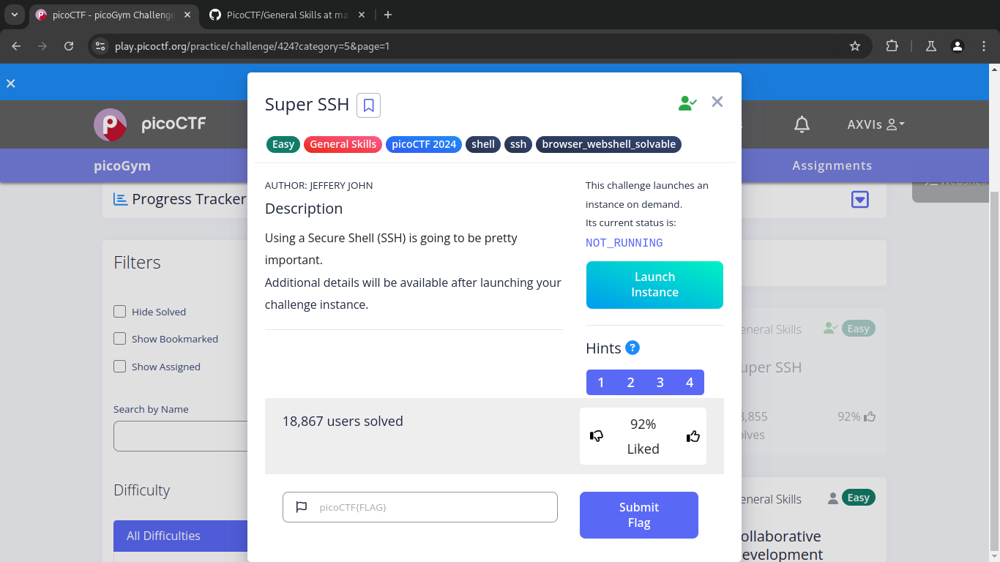 picoCTF - picoGym Challenge
PicoCTF/General Skills at ma
play.picoctf.org/practice/challenge/424?category=5&page=1
picoCTF
AXVIs
picoGym
Assignments
Progress Tracker
Filters
Hide Solved
Show Bookmarked
Show Assigned
Search by Name
Difficulty
All Difficulties
Super SSH
Easy General Skills picoCTF 2024 shell ssh browser_webshell_solvable
AUTHOR: JEFFERY JOHN
Description
Using a Secure Shell (SSH) is going to be pretty
important.
Additional details will be available after launching your
challenge instance.
This challenge launches an
instance on demand.
Its current status is:
NOT_RUNNING
Launch
Instance
Hints ?
1 2 3 4
18,867 users solved
92%
Liked
picoCTF{FLAG}
Submit
Flag
eneral Skills
Easy
uper SSH
,855
92%
lves
eneral Skills
Easy
ollaborative
evelopment